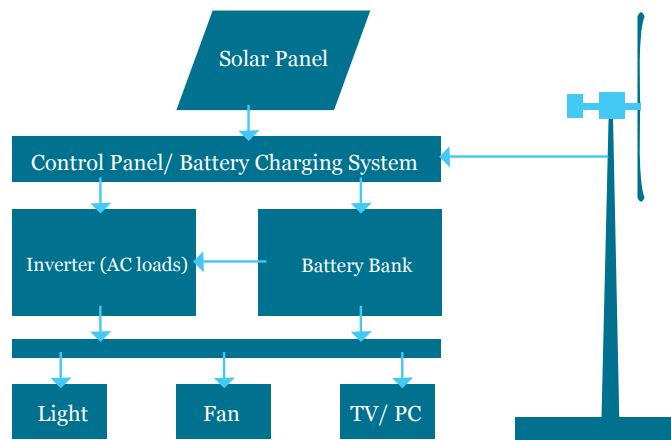 Solar Panel
Control Panel/ Battery Charging System
Inverter (AC loads)
Battery Bank
Light
Fan
TV/ PC